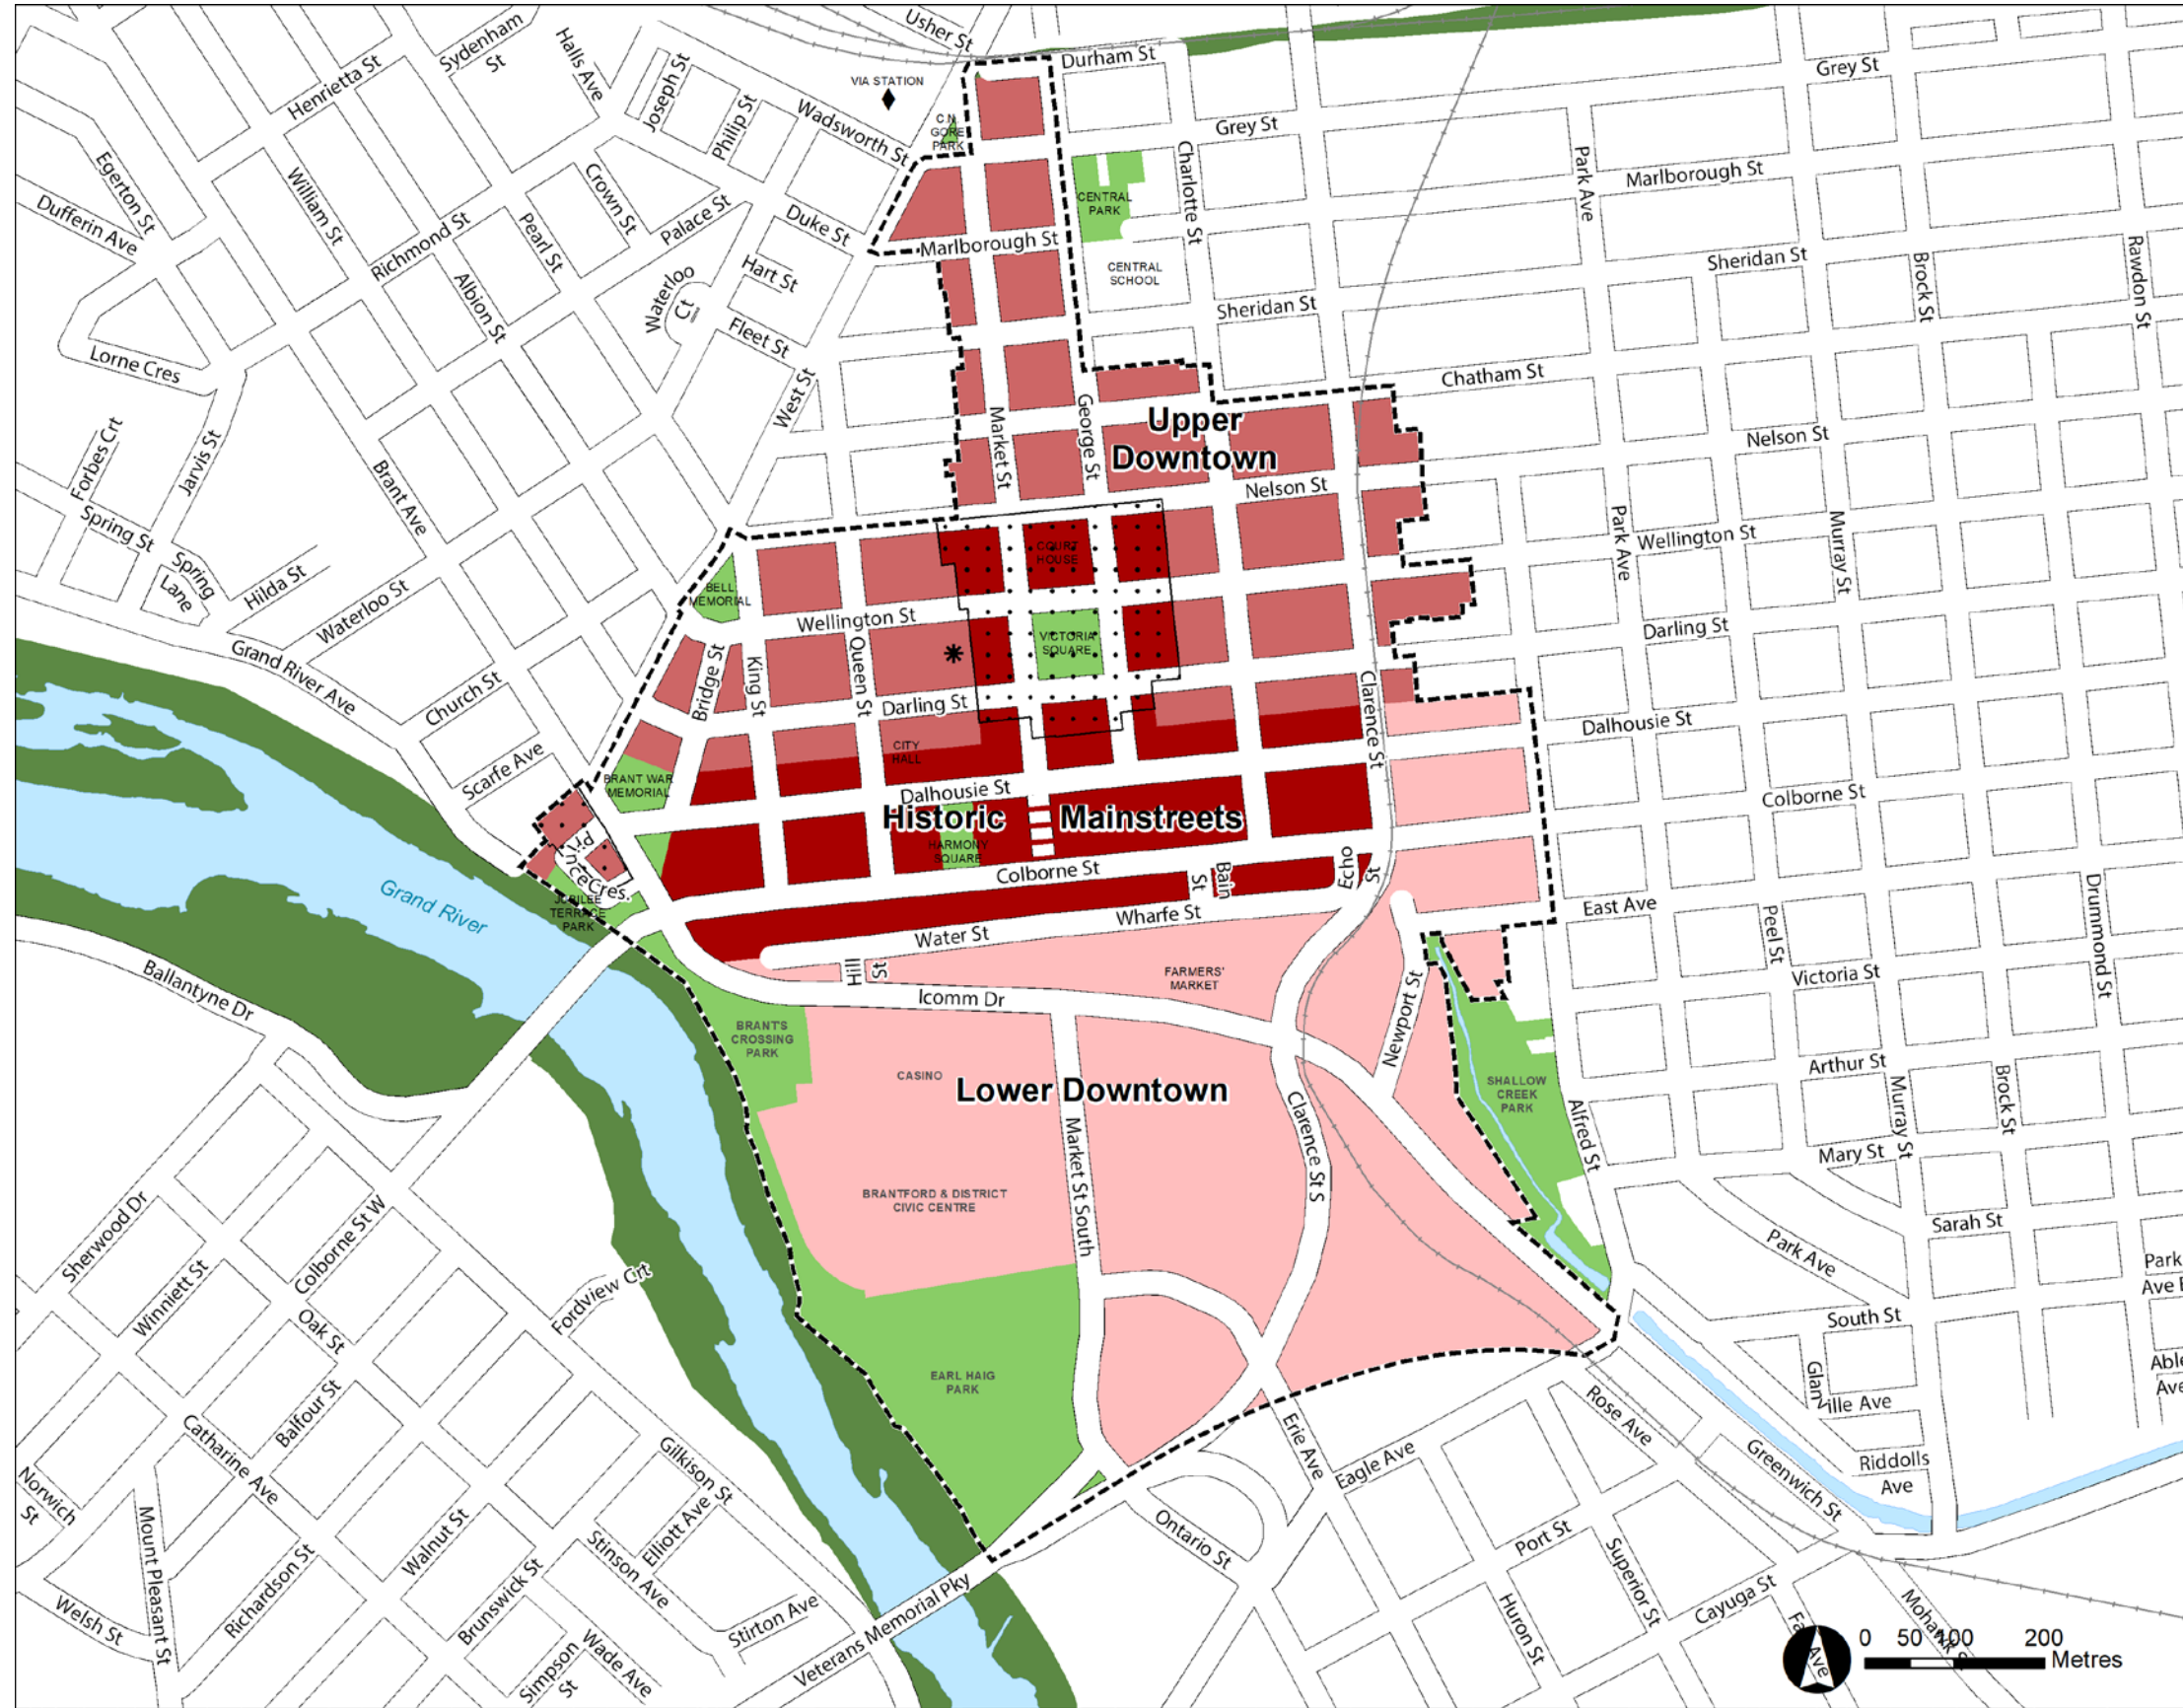 Usher St
Durham St
Sydenham
St
Halls Ave
Henrietta St
Joseph St
Phillip St
VIA STATION
Wadsworth St
C.N.
GORE
PARK
Grey St
Grey St
Egerton St
Dufferin Ave
William St
Richmond St
Crown St
Pearl St
Palace St
Duke St
Hart St
Marlborough St
CENTRAL
PARK
Charlotte St
CENTRAL
SCHOOL
Park Ave
Marlborough St
Sheridan St
Sheridan St
Brock St
Rawdon St
Albion St
Waterloo
Ct
Fleet St
West St
Lorne Cres
Forbes Crt
Jarvis St
Brant Ave
Market St
George St
Upper
Downtown
Chatham St
Nelson St
Nelson St
Spring St
Spring
Lane
Hilda St
Waterloo St
COURT
HOUSE
BELL
MEMORIAL
Wellington St
VICTORIA
SQUARE
Park Ave
Wellington St
Murray St
Darling St
Grand River Ave
Church St
Bridge St
King St
Queen St
Darling St
CITY
HALL
Clarence St
Dalhousie St
Scarfe Ave
BRANT WAR
MEMORIAL
Dalhousie St
Historic Mainstreets
HARMONY
SQUARE
Colborne St
Colborne St
Prince Cres.
JUBILEE
TERRACE
PARK
Grand River
Bain
St
Echo
St
Wharfe St
Water St
Hill
St
Icomm Dr
FARMERS'
MARKET
East Ave
Peel St
Drummond St
Victoria St
Ballantyne Dr
BRANT'S
CROSSING
PARK
CASINO
Lower Downtown
Newport St
SHALLOW
CREEK
PARK
Alfred St
Arthur St
Murray St
Brock St
Mary St
Market St South
Clarence St S
BRANTFORD & DISTRICT
CIVIC CENTRE
Sherwood Dr
Winniett St
Colborne St W
Oak St
Fordview Crt
Sarah St
Park Ave
Park
Ave E
South St
Glanville Ave
Able
Ave
EARL HAIG
PARK
Balfour St
Catharine Ave
Gilkison St
Norwich
St
Mount Pleasant St
Walnut St
Elliott Ave
Stinson Ave
Richardson St
Brunswick St
Welsh St
Simpson
St
Wade Ave
Stirton Ave
Veterans Memorial Pky
Ontario St
Erie Ave
Eagle Ave
Rose Ave
Greenwich St
Riddolls
Ave
Port St
Superior St
Huron St
Cayuga St
Ave
0 50 100 200
Metres